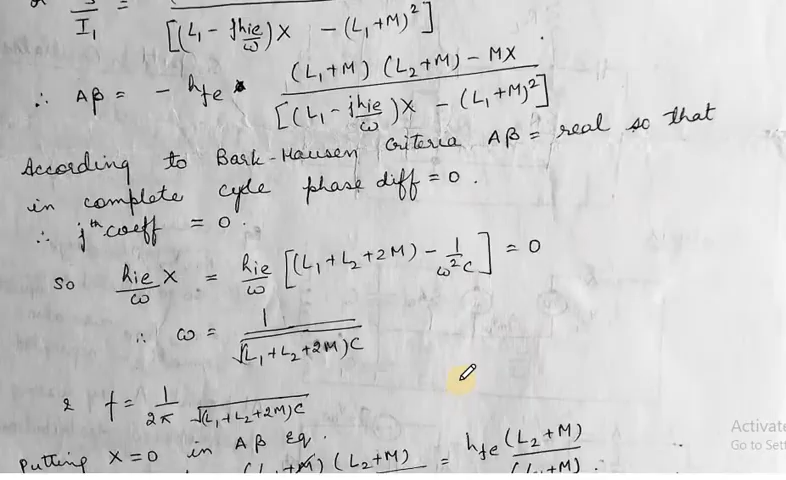 I₁ = [(L₁ - jhie/ω)X - (L₁+M)²]
∴ Aβ = - hfe (L₁+M) (L₂+M) - MX / [(L₁ - jhie/ω)X - (L₁+M)²]
According to Bark-Hausen Criteria Aβ = real so that
in complete cycle phase diff = 0.
∴ jᵗʰ coeff = 0.
so hie/ω X = hie/ω [(L₁+L₂+2M) - 1/ω²C] = 0
∴ ω = 1/√(L₁+L₂+2M)C
& f = 1/2π √(L₁+L₂+2M)C
Putting X=0 in Aβ Eq.
(L₁+M) (L₂+M) = hfe (L₂+M) / (L₁+M).
Activate
Go to Sett